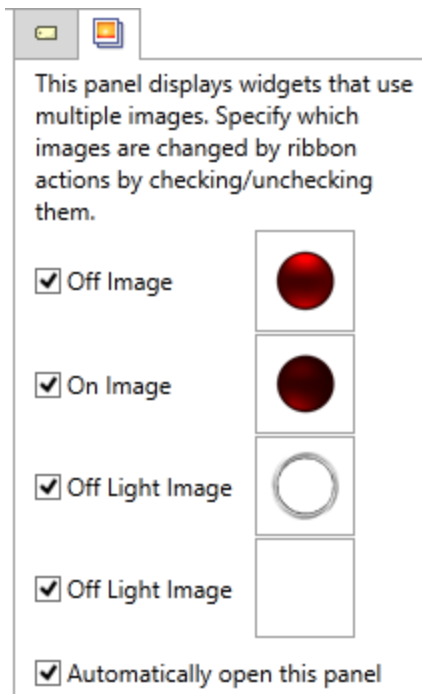 This panel displays widgets that use
multiple images. Specify which
images are changed by ribbon
actions by checking/unchecking
them.
Off Image
On Image
Off Light Image
Off Light Image
Automatically open this panel